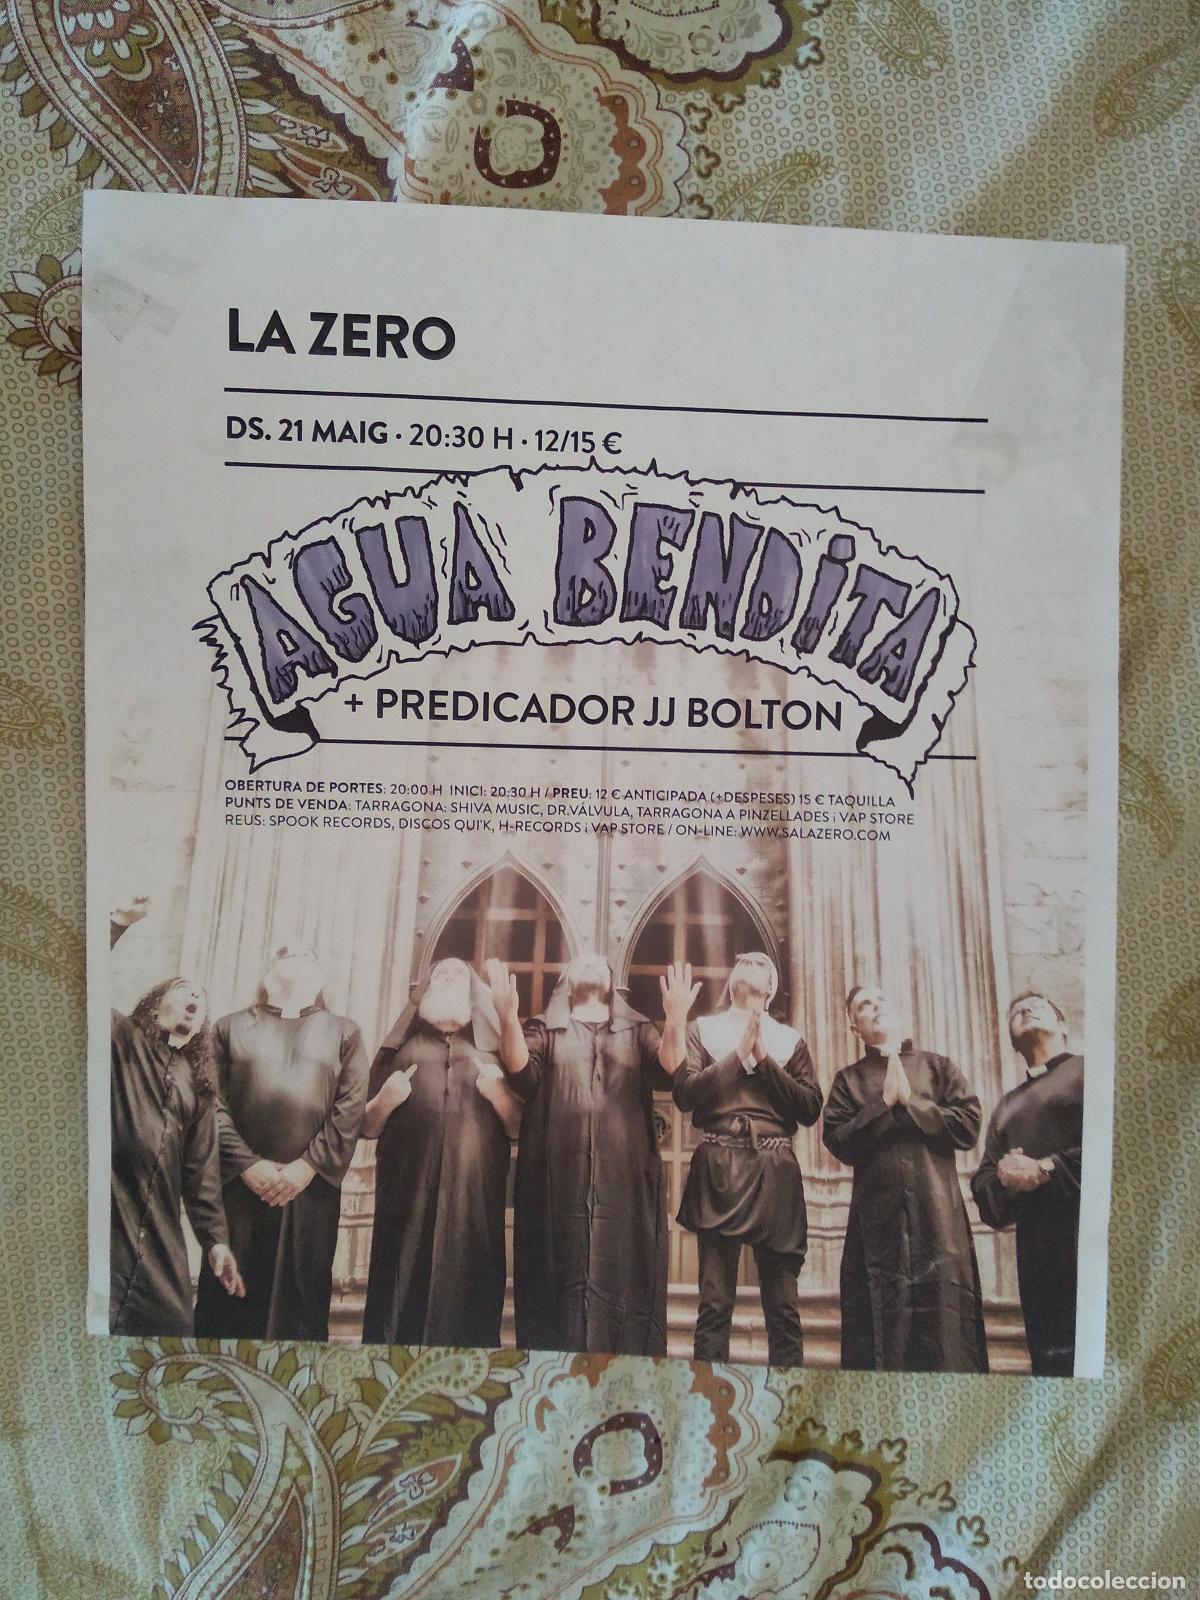 LA ZERO
DS. 21 MAIG · 20:30 H · 12/15 €
AGUA BENDiTA
+ PREDICADOR JJ BOLTON
OBERTURA DE PORTES: 20:00 H INICI: 20:30 H / PREU: 12 € ANTICIPADA (+DESPESES) 15 € TAQUILLA
PUNTS DE VENDA: TARRAGONA: SHIVA MUSIC, DR.VÁLVULA, TARRAGONA A PINZELLADES i VAP STORE
REUS: SPOOK RECORDS, DISCOS QUI'K, H-RECORDS i VAP STORE / ON-LINE: WWW.SALAZERO.COM
todocoleccion